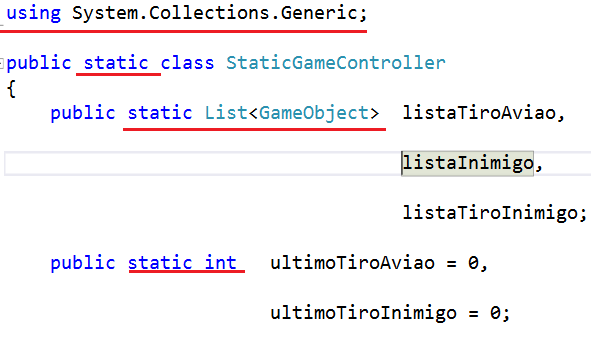 using System.Collections.Generic;
public static class StaticGameController
{
public static List<GameObject> listaTiroAviao,
listaInimigo,
listaTiroInimigo;
public static int ultimoTiroAviao = 0,
ultimoTiroInimigo = 0;